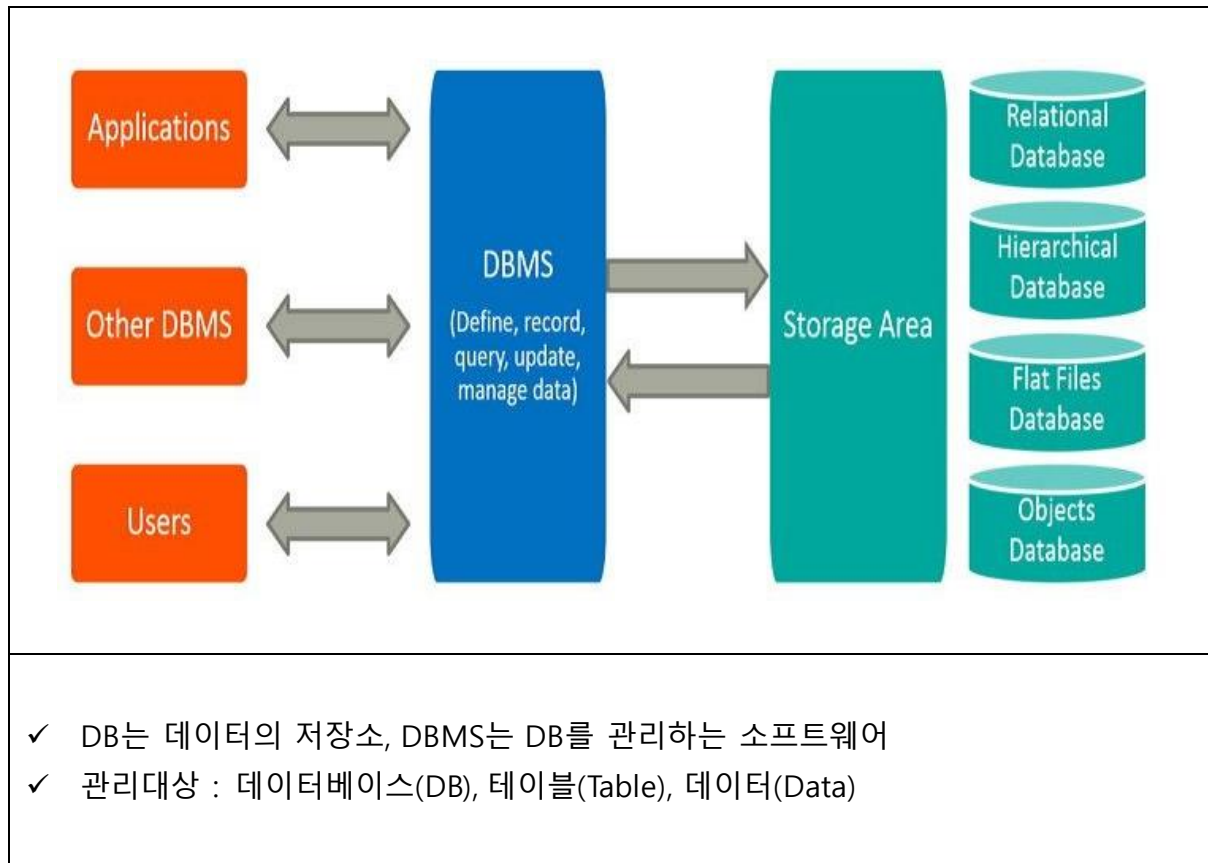 Applications
Other DBMS
Users
DBMS
(Define, record,
query, update,
manage data)
Storage Area
Relational
Database
Hierarchical
Database
Flat Files
Database
Objects
Database
✓ DB는 데이터의 저장소, DBMS는 DB를 관리하는 소프트웨어
✓ 관리대상 : 데이터베이스(DB), 테이블(Table), 데이터(Data)